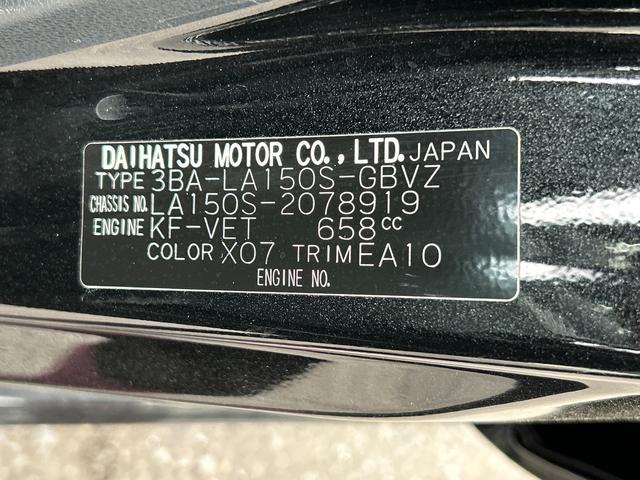 DAIHATSU MOTOR CO., LTD. JAPAN
TYPE 3BA-LA150S-GBVZ
CHASSIS NO. LA150S-2078919
ENGINE KF-VET 658cc
COLOR X07 TRIM EA10
ENGINE NO.